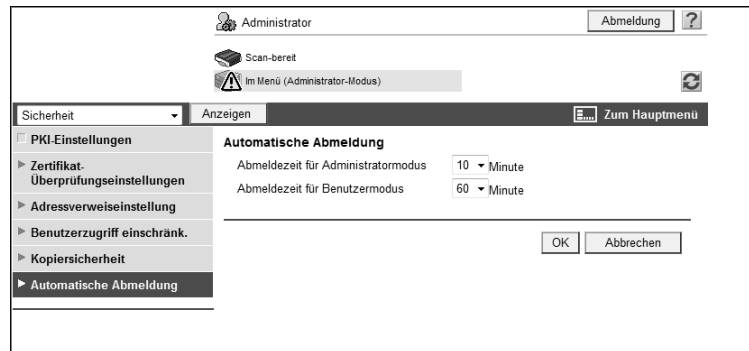 Administrator
Abmeldung
?
Scan-bereit
Im Menü (Administrator-Modus)
Sicherheit
Anzeigen
Zum Hauptmenü
PKI-Einstellungen
Zertifikat-
Überprüfungseinstellungen
Adressverweiseinstellung
Benutzerzugriff einschränk.
Kopiersicherheit
Automatische Abmeldung
Automatische Abmeldung
Abmeldezeit für Administratormodus 10 Minute
Abmeldezeit für Benutzermodus 60 Minute
OK Abbrechen